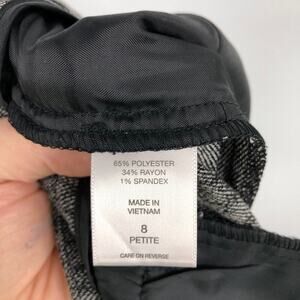 65% POLYESTER
34% RAYON
1% SPANDEX
MADE IN
VIETNAM
8
PETITE
CARE ON REVERSE